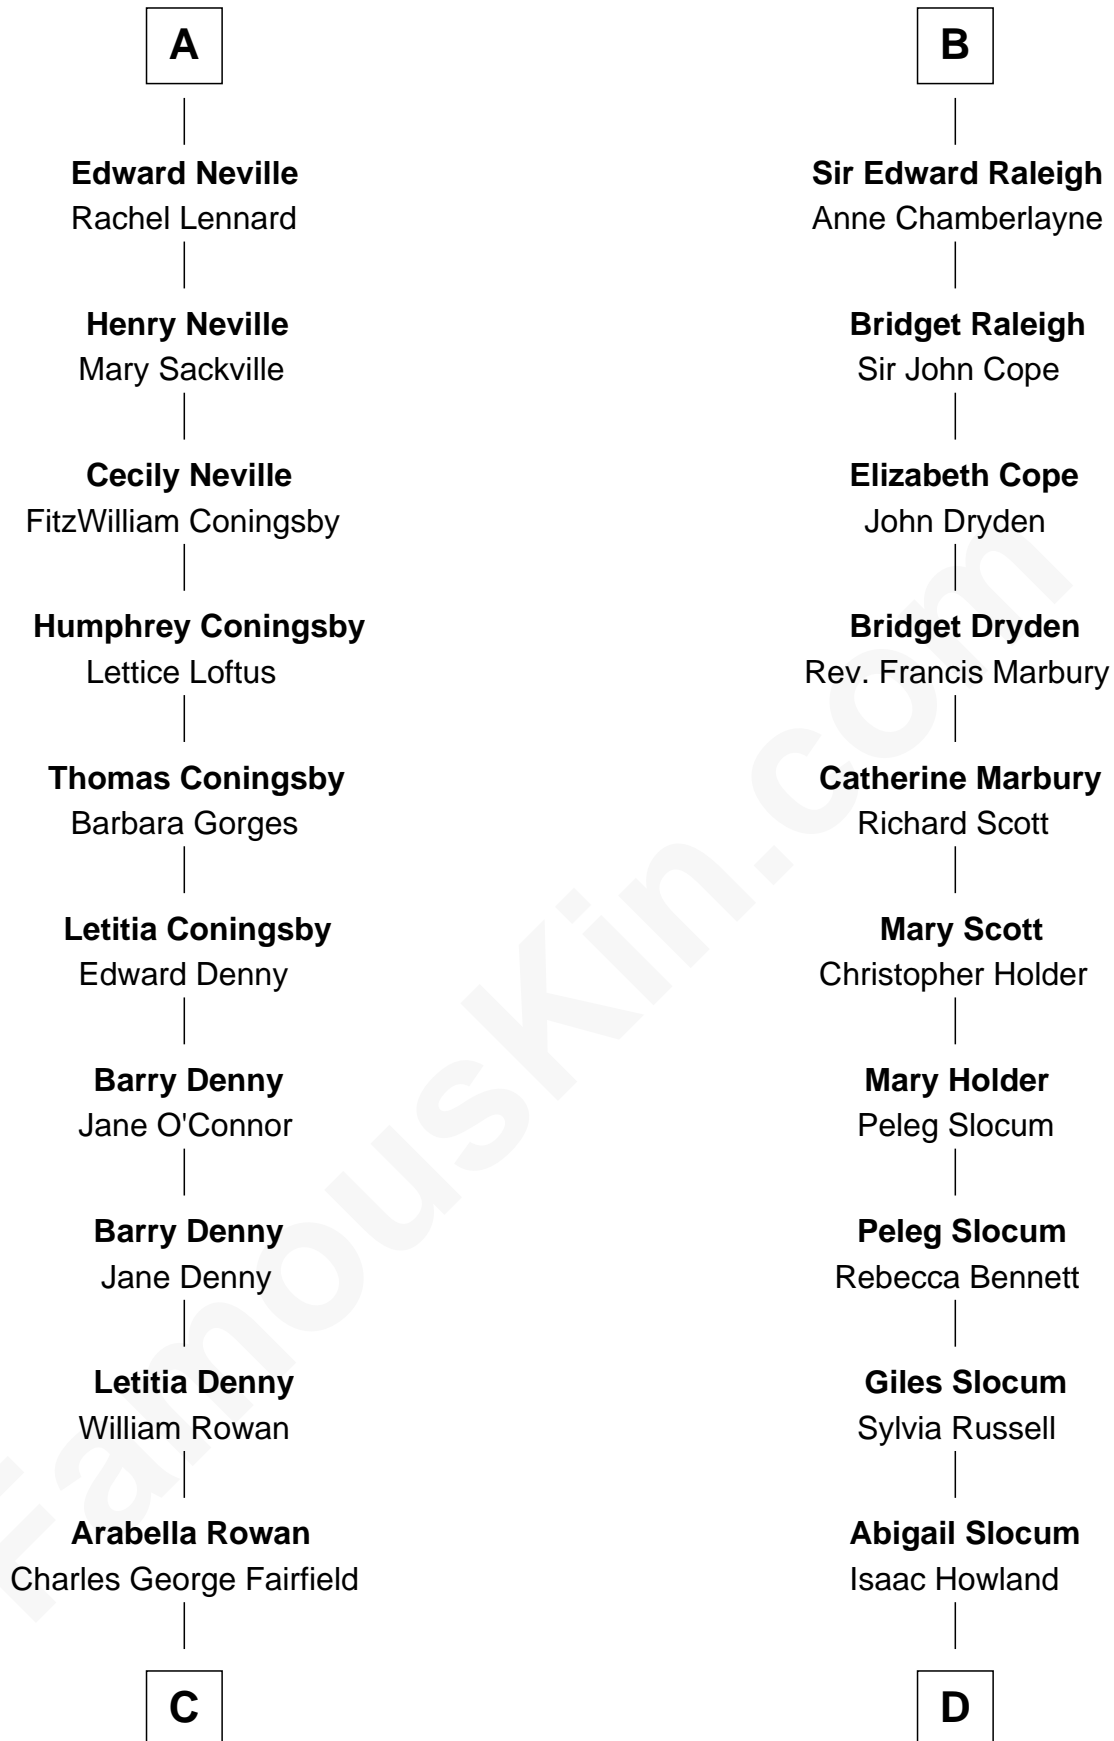 A
Edward Neville
Rachel Lennard
Henry Neville
Mary Sackville
Cecily Neville
FitzWilliam Coningsby
Humphrey Coningsby
Lettice Loftus
Thomas Coningsby
Barbara Gorges
Letitia Coningsby
Edward Denny
Barry Denny
Jane O'Connor
Barry Denny
Jane Denny
Letitia Denny
William Rowan
Arabella Rowan
Charles George Fairfield
C
B
Sir Edward Raleigh
Anne Chamberlayne
Bridget Raleigh
Sir John Cope
Elizabeth Cope
John Dryden
Bridget Dryden
Rev. Francis Marbury
Catherine Marbury
Richard Scott
Mary Scott
Christopher Holder
Mary Holder
Peleg Slocum
Peleg Slocum
Rebecca Bennett
Giles Slocum
Sylvia Russell
Abigail Slocum
Isaac Howland
D
FamousKin.com